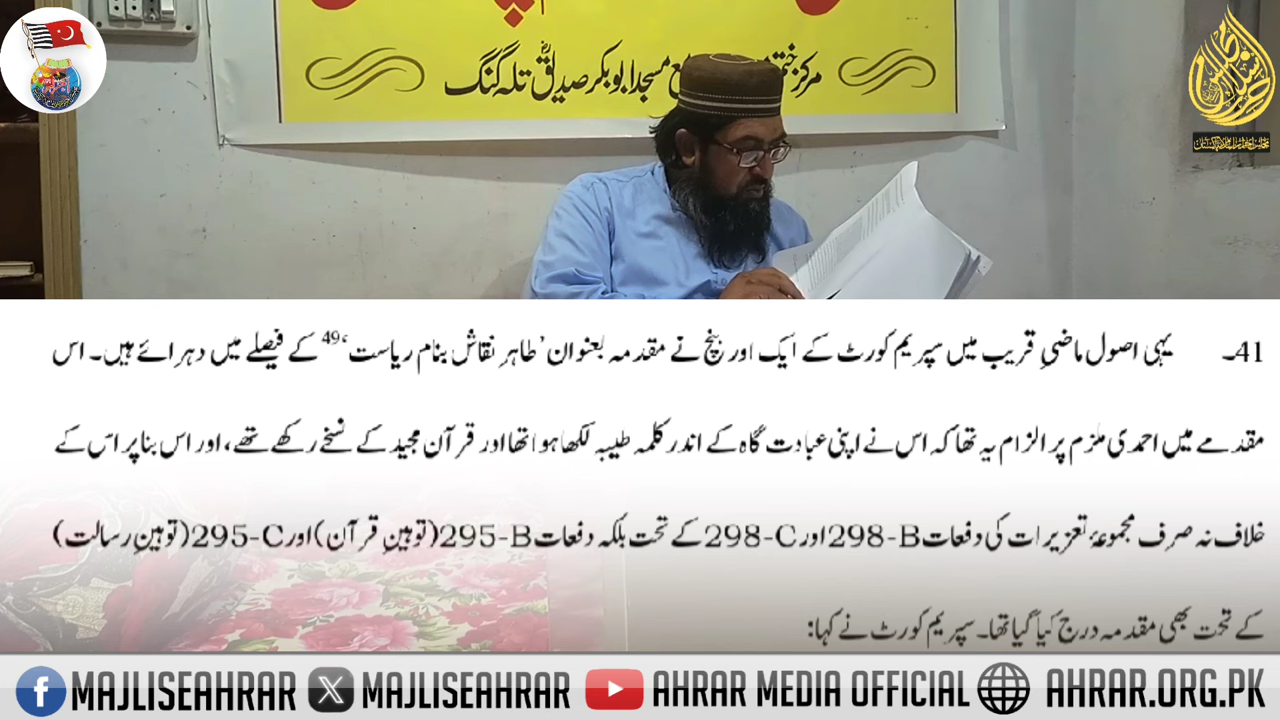 مسجد ابوبکر صدیقؓ تلہ گنگ
41۔ یہی اصول ماضیِ قریب میں سپریم کورٹ کے ایک اور بنچ نے مقدمہ بعنوان ’طاہر نقاش بنام ریاست‘49 کے فیصلے میں دہرائے ہیں۔ اس
مقدمے میں احمدی ملزم پر الزام یہ تھا کہ اس نے اپنی عبادت گاہ کے اندر کلمہ طیبہ لکھا ہوا تھا اور قرآن مجید کے نسخے رکھے تھے، اور اس بنا پر اس کے
خلاف نہ صرف مجموعۂ تعزیرات کی دفعات 298-B اور 298-C کے تحت بلکہ دفعات 295-B (توہینِ قرآن) اور 295-C (توہینِ رسالت)
کے تحت بھی مقدمہ درج کیا گیا تھا۔ سپریم کورٹ نے کہا:
MAJLISEAHRAR MAJLISEAHRAR AHRAR MEDIA OFFICIAL AHRAR.ORG.PK